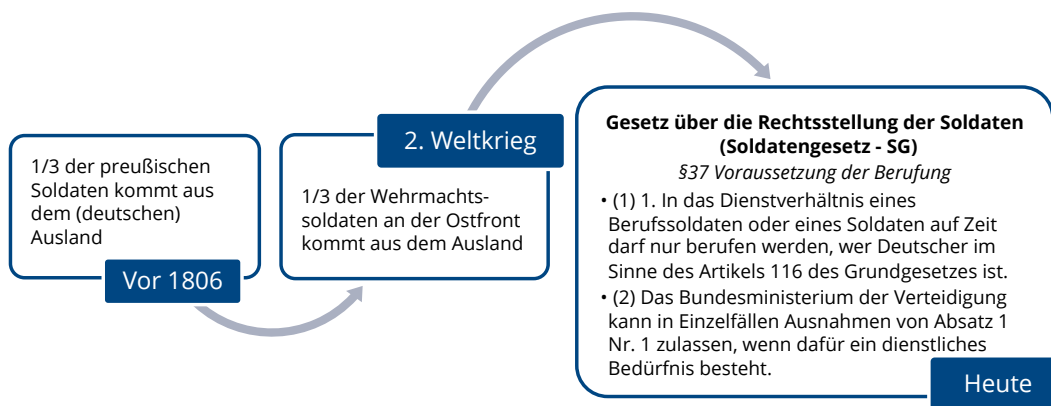 1/3 der preußischen
Soldaten kommt aus
dem (deutschen)
Ausland
Vor 1806
2. Weltkrieg
1/3 der Wehrmachts-
soldaten an der Ostfront
kommt aus dem Ausland
Gesetz über die Rechtsstellung der Soldaten
(Soldatengesetz - SG)
§37 Voraussetzung der Berufung
• (1) 1. In das Dienstverhältnis eines
Berufssoldaten oder eines Soldaten auf Zeit
darf nur berufen werden, wer Deutscher im
Sinne des Artikels 116 des Grundgesetzes ist.
• (2) Das Bundesministerium der Verteidigung
kann in Einzelfällen Ausnahmen von Absatz 1
Nr. 1 zulassen, wenn dafür ein dienstliches
Bedürfnis besteht.
Heute